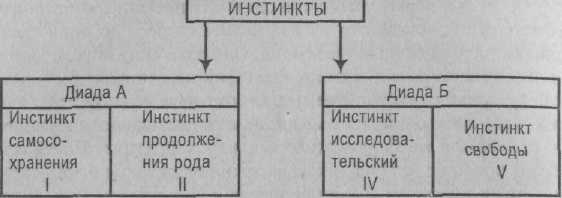 ИНСТИНКТЫ
Диада А
Инстинкт
самосо-
хранения
I
Инстинкт
продолже-
ния рода
II
Диада Б
Инстинкт
исследова-
тельский
IV
Инстинкт
свободы
V